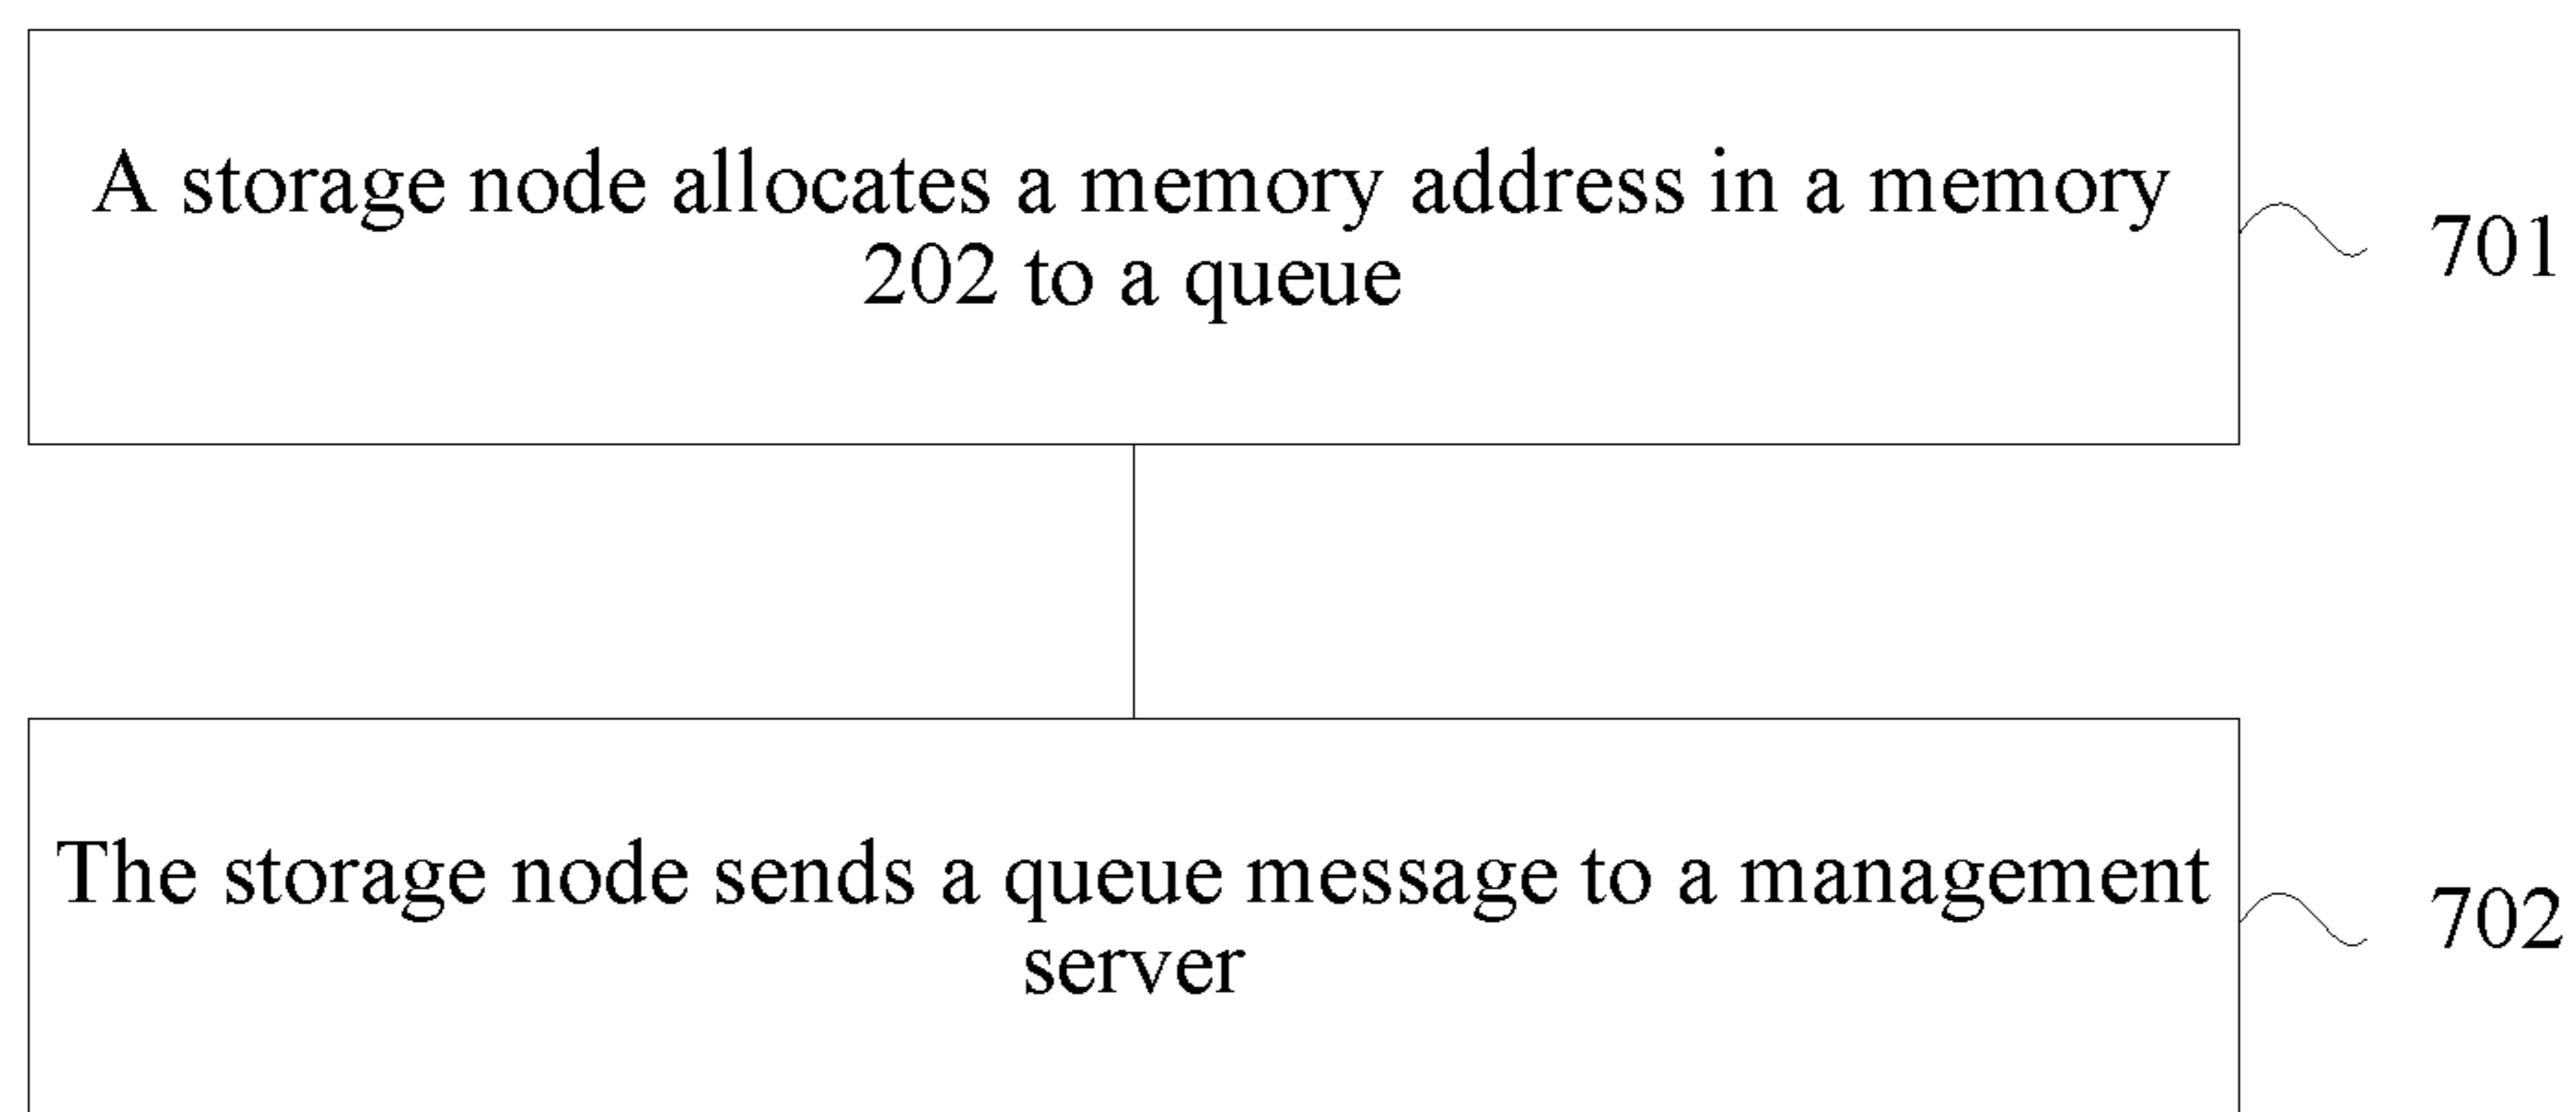 A storage node allocates a memory address in a memory
202 to a queue
701
The storage node sends a queue message to a management
server
702